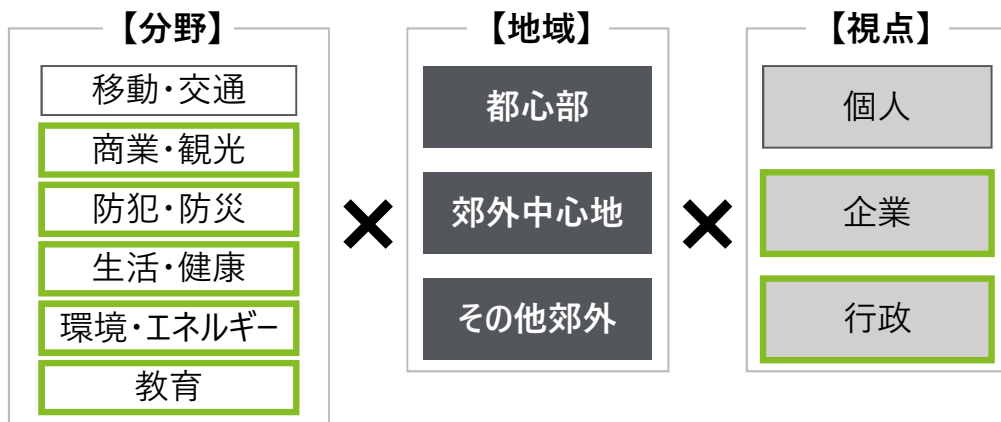 【分野】
移動・交通
商業・観光
防犯・防災
生活・健康
環境・エネルギー
教育
×
【地域】
都心部
郊外中心地
その他郊外
×
【視点】
個人
企業
行政